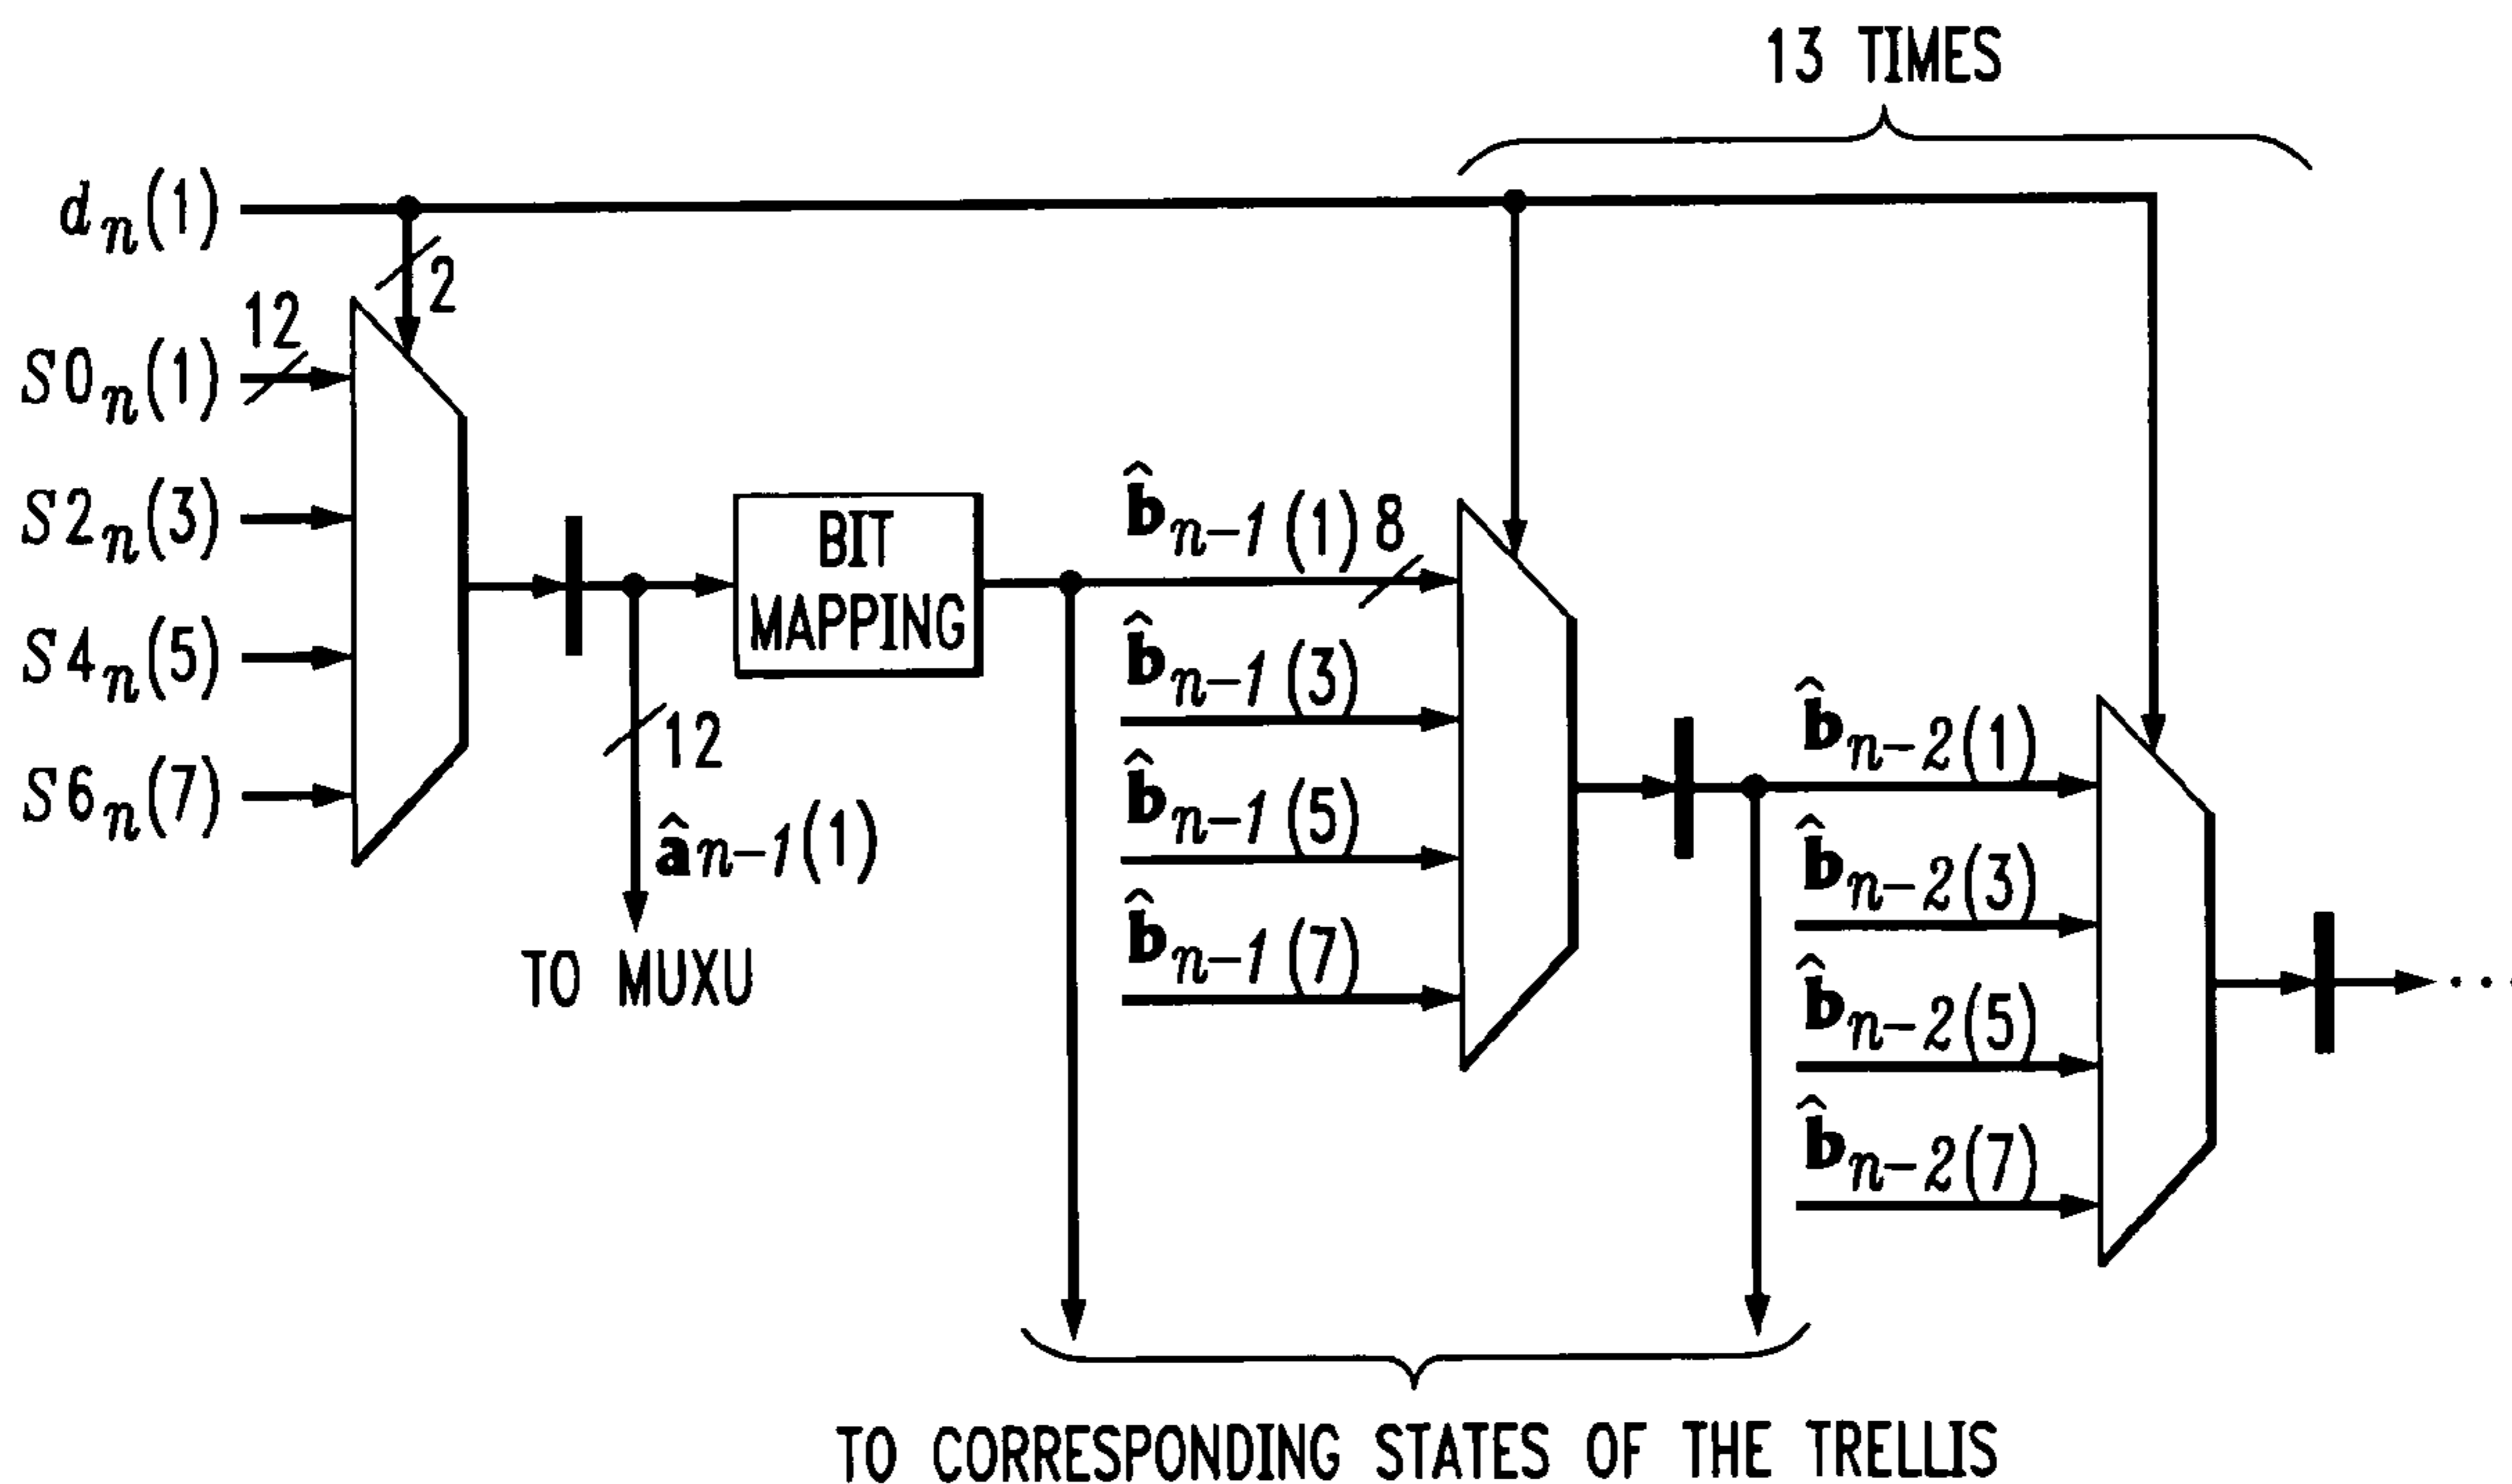 13 TIMES
dₙ(1)
2
12
S0ₙ(1)
S2ₙ(3)
S4ₙ(5)
S6ₙ(7)
BIT
MAPPING
b̂ₙ₋₁(1) 8
b̂ₙ₋₁(3)
b̂ₙ₋₁(5)
b̂ₙ₋₁(7)
12
âₙ₋₁(1)
TO MUXU
b̂ₙ₋₂(1)
b̂ₙ₋₂(3)
b̂ₙ₋₂(5)
b̂ₙ₋₂(7)
...
TO CORRESPONDING STATES OF THE TRELLIS